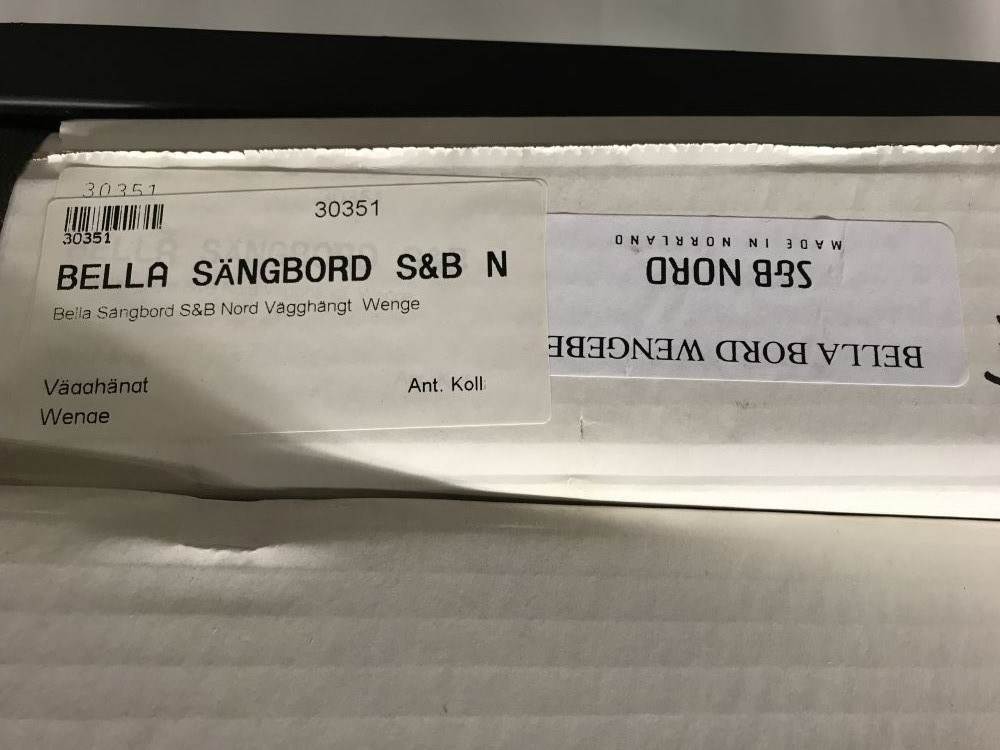 30351
30351
30351
BELLA SÄNGBORD S&B N
Bella Sängbord S&B Nord Vägghängt Wenge
Vägghängt
Ant. Koll
Wenge
MADE IN NORRLAND
S&B NORD
BELLA BORD WENGEBE